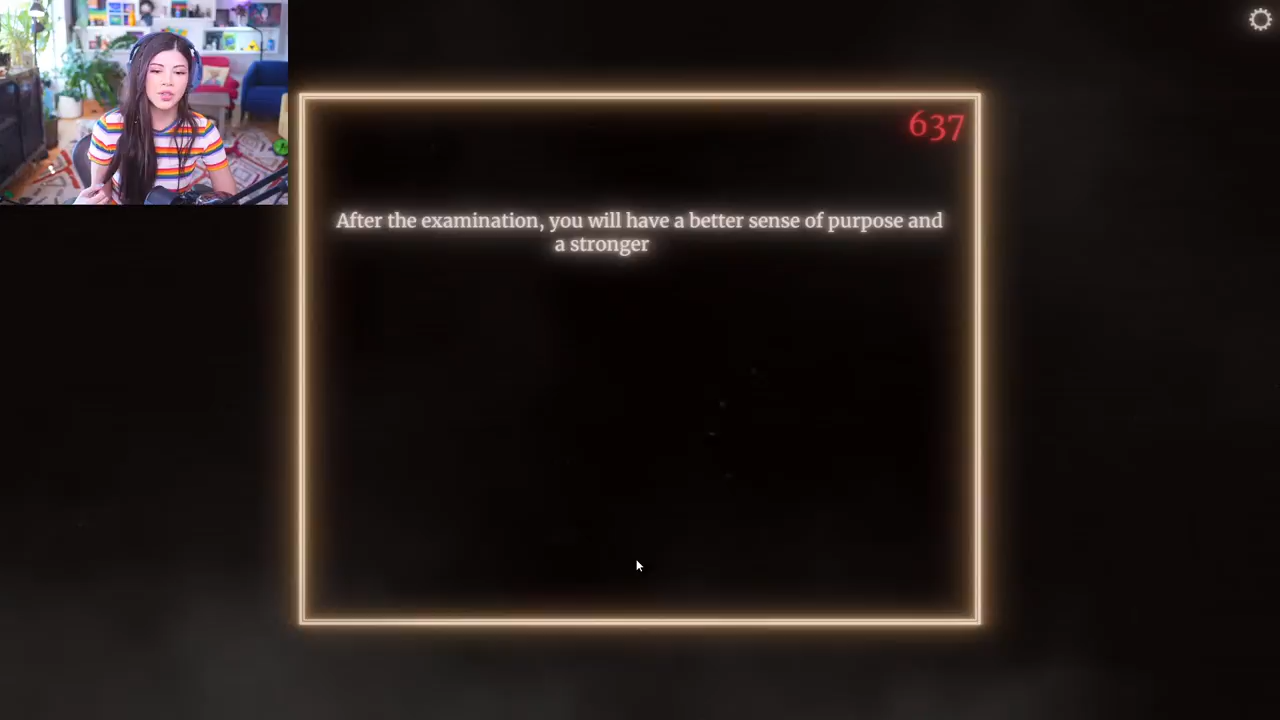 637
After the examination, you will have a better sense of purpose and
a stronger